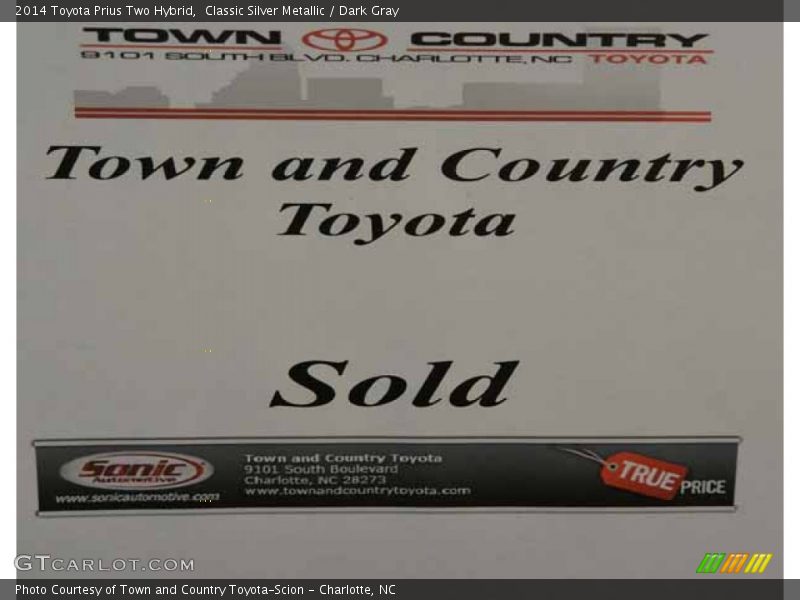 2014 Toyota Prius Two Hybrid, Classic Silver Metallic / Dark Gray
TOWN COUNTRY
9101 SOUTH BLVD. CHARLOTTE, NC TOYOTA
Town and Country
Toyota
Sold
Sonic
Automotive
www.sonicautomotive.com
Town and Country Toyota
9101 South Boulevard
Charlotte, NC 28273
www.townandcountrytoyota.com
TRUE PRICE
GTCARLOT.COM
Photo Courtesy of Town and Country Toyota-Scion - Charlotte, NC